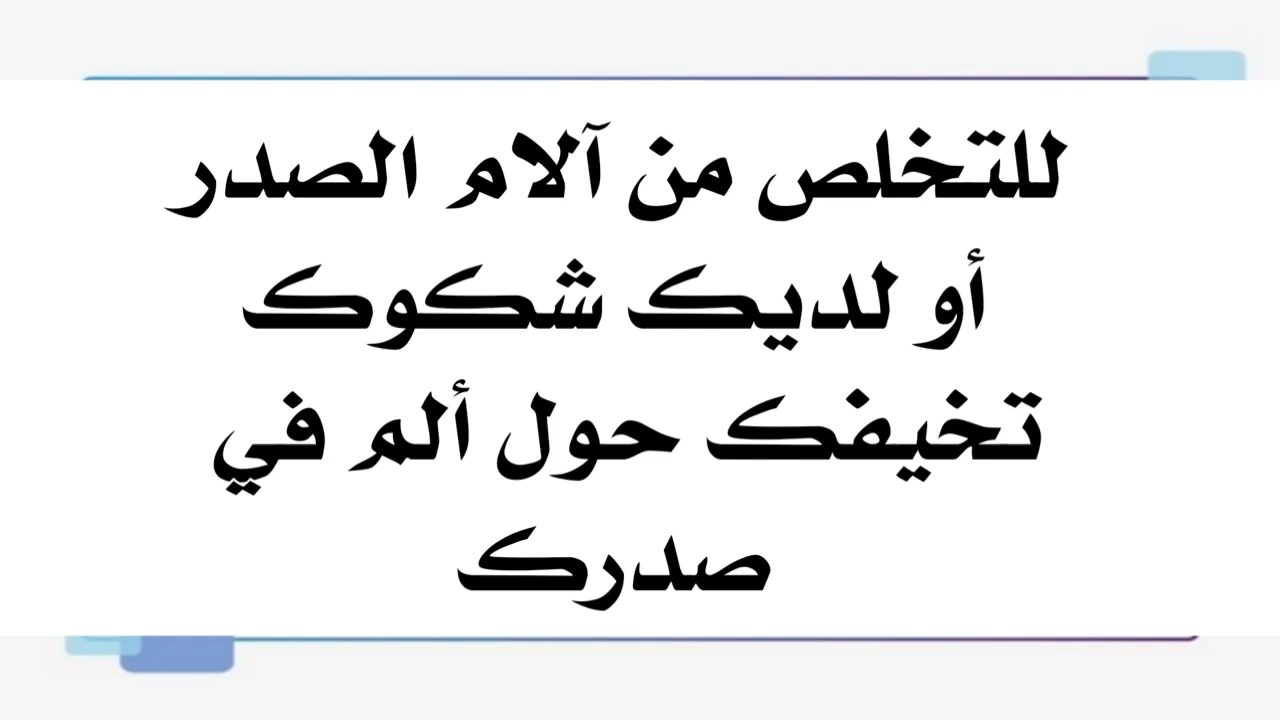 للتخلص من آلام الصدر
أو لديك شكوك
تخيفك حول ألم في
صدرك